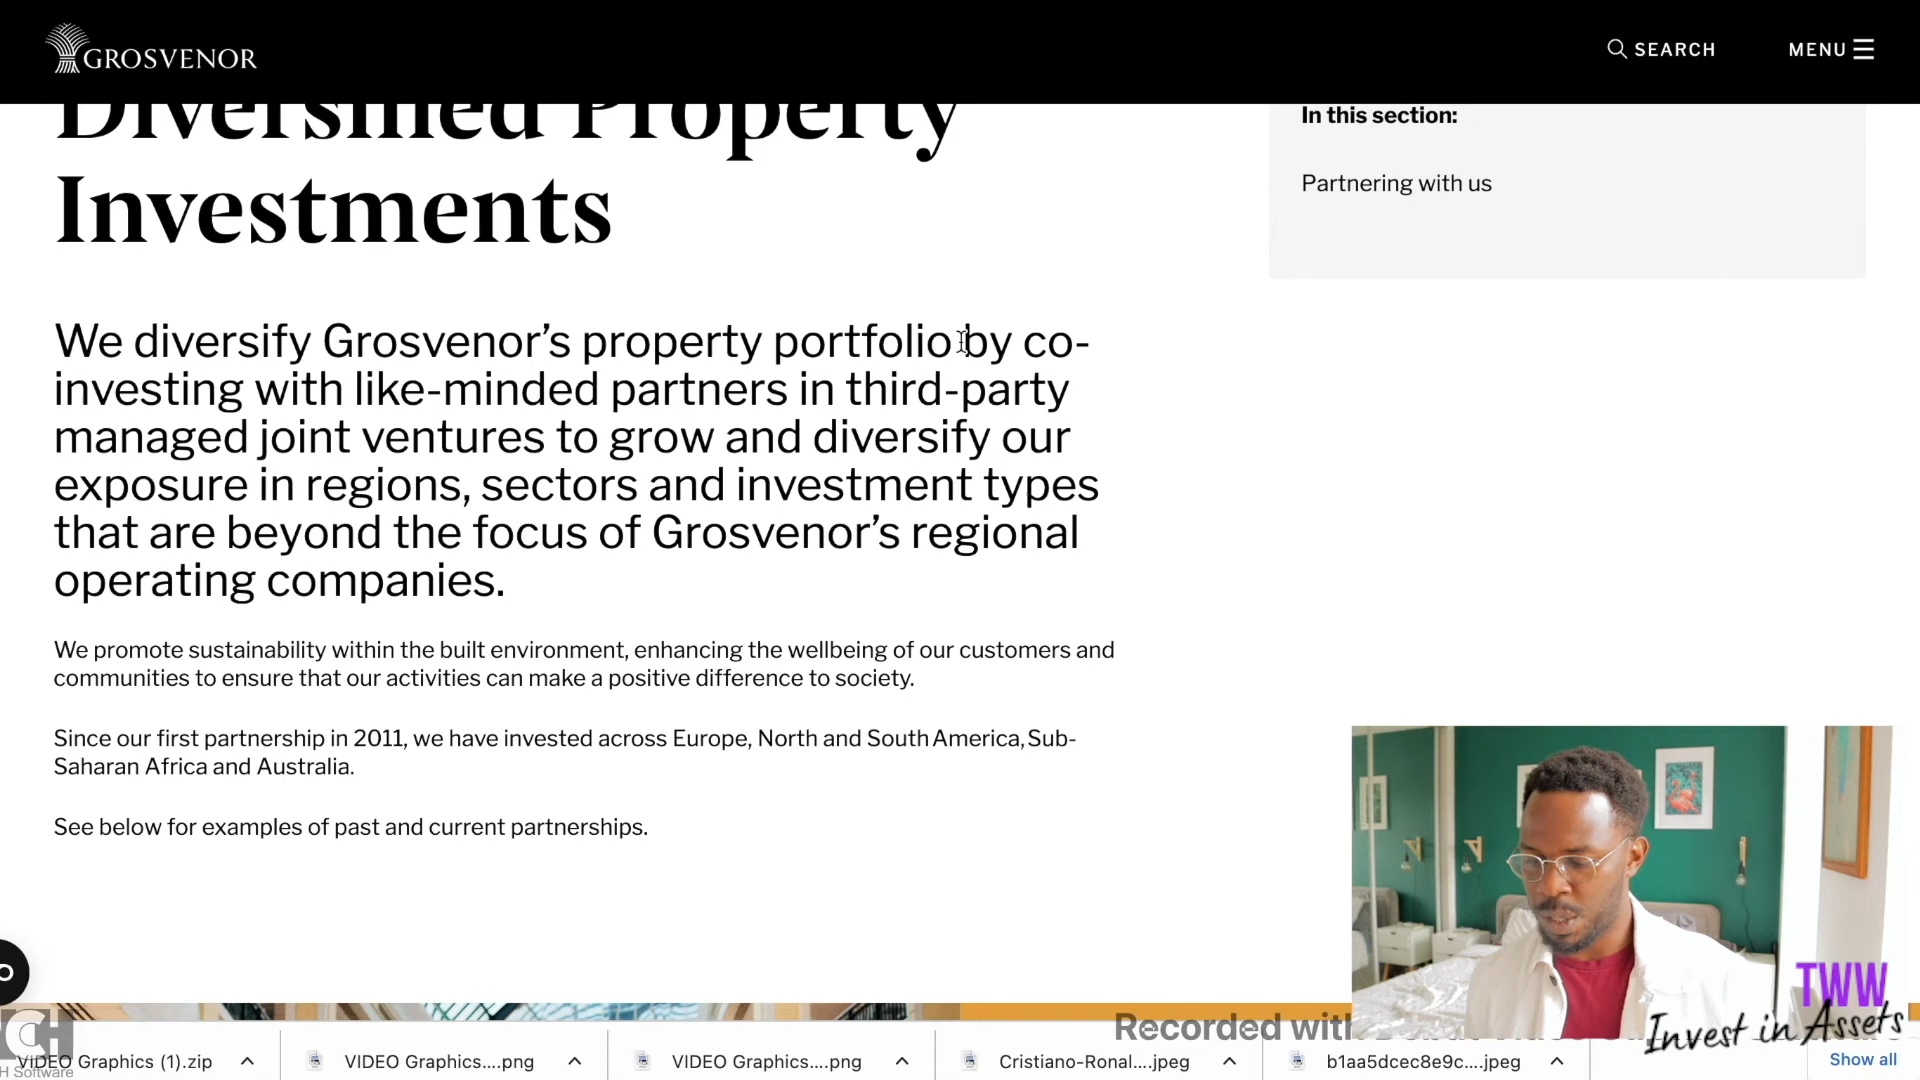 GROSVENOR
SEARCH
MENU
Diversified Property
Investments
In this section:
Partnering with us
We diversify Grosvenor’s property portfolio by co-
investing with like-minded partners in third-party
managed joint ventures to grow and diversify our
exposure in regions, sectors and investment types
that are beyond the focus of Grosvenor’s regional
operating companies.
We promote sustainability within the built environment, enhancing the wellbeing of our customers and
communities to ensure that our activities can make a positive difference to society.
Since our first partnership in 2011, we have invested across Europe, North and South America, Sub-
Saharan Africa and Australia.
See below for examples of past and current partnerships.
TWW
Invest in Assets
Recorded with
VIDEO Graphics (1).zip
VIDEO Graphics....png
VIDEO Graphics....png
Cristiano-Ronal....jpeg
b1aa5dcec8e9c....jpeg
Show all
H Software